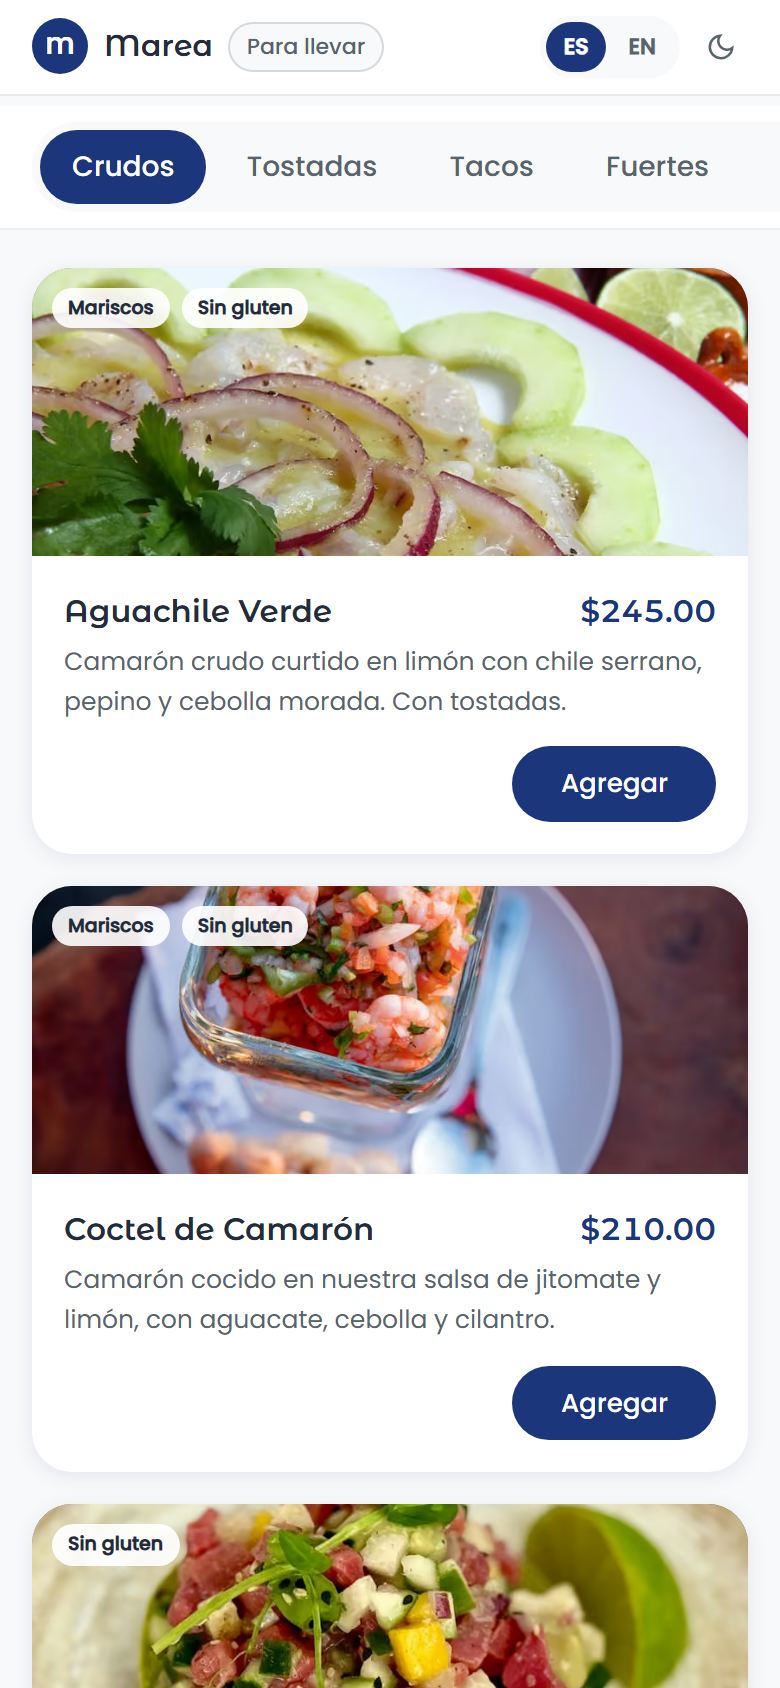 m marea Para llevar ES EN
Crudos Tostadas Tacos Fuertes
Mariscos Sin gluten
Aguachile Verde $245.00
Camarón crudo curtido en limón con chile serrano,
pepino y cebolla morada. Con tostadas.
Agregar
Mariscos Sin gluten
Coctel de Camarón $210.00
Camarón cocido en nuestra salsa de jitomate y
limón, con aguacate, cebolla y cilantro.
Agregar
Sin gluten